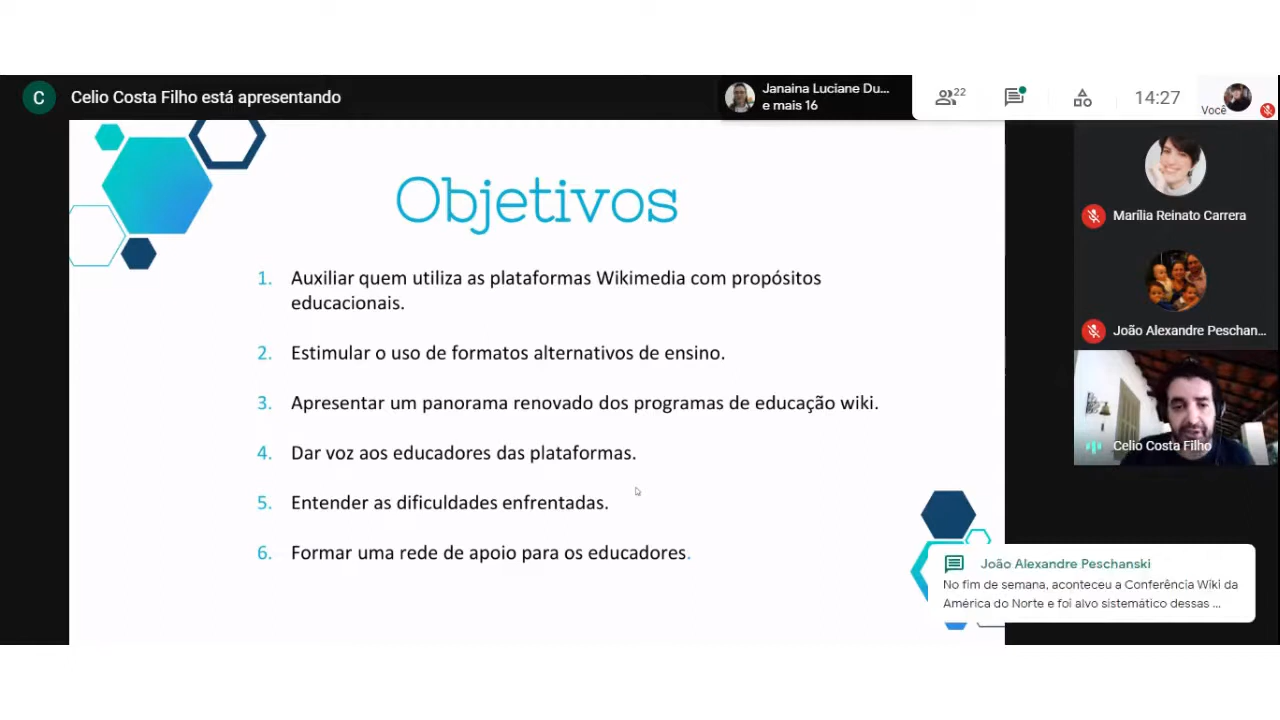 C
Celio Costa Filho está apresentando
Janaina Luciane Du...
e mais 16
22
14:27
Você
Objetivos
1. Auxiliar quem utiliza as plataformas Wikimedia com propósitos
educacionais.
2. Estimular o uso de formatos alternativos de ensino.
3. Apresentar um panorama renovado dos programas de educação wiki.
4. Dar voz aos educadores das plataformas.
5. Entender as dificuldades enfrentadas.
6. Formar uma rede de apoio para os educadores.
Marília Reinato Carrera
João Alexandre Peschan...
Celio Costa Filho
João Alexandre Peschanski
No fim de semana, aconteceu a Conferência Wiki da
América do Norte e foi alvo sistemático dessas ...